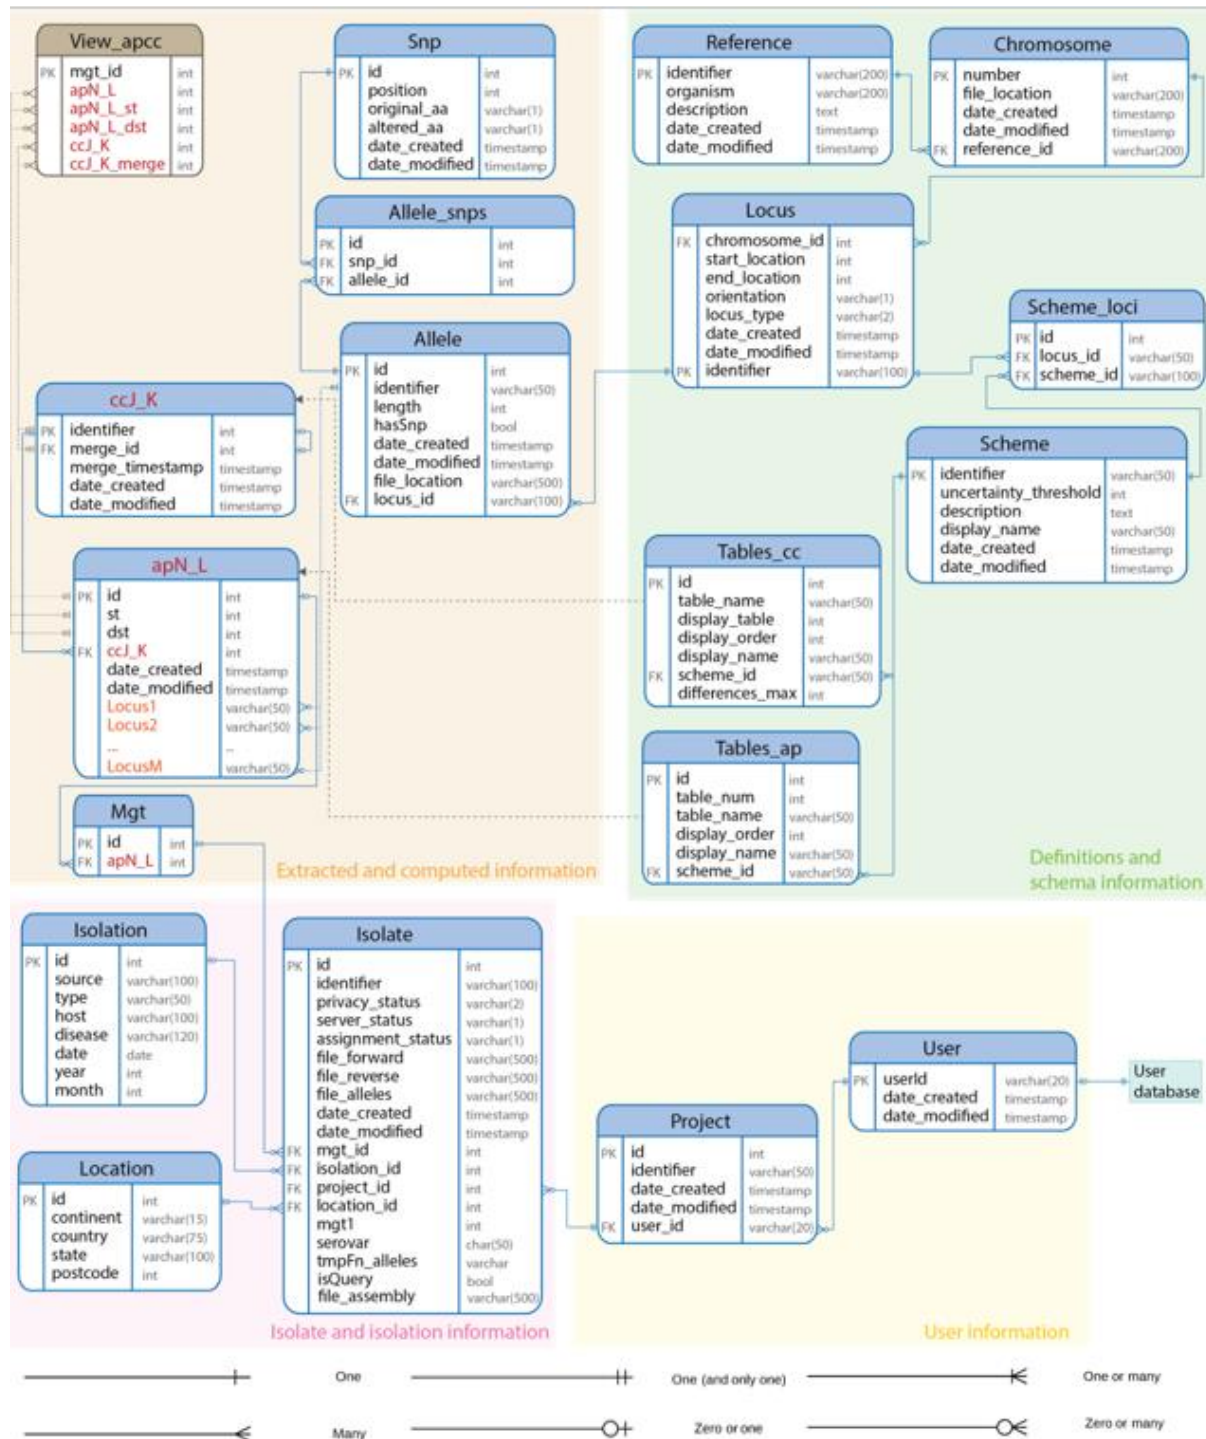 View_apcc
PK mgt_id int
apN_L int
apN_L_st int
apN_L_dst int
ccJ_K int
ccJ_K_merge int
Snp
PK id int
position int
original_aa varchar(1)
altered_aa varchar(1)
date_created timestamp
date_modified timestamp
Allele_snps
PK id int
FK snp_id int
FK allele_id int
Allele
PK id int
identifier varchar(50)
length int
hasSnp bool
date_created timestamp
date_modified timestamp
file_location varchar(500)
FK locus_id varchar(100)
ccJ_K
PK identifier int
FK merge_id int
merge_timestamp timestamp
date_created timestamp
date_modified timestamp
apN_L
PK id int
st int
dst int
FK ccJ_K int
date_created timestamp
date_modified timestamp
Locus1 varchar(50)
Locus2 varchar(50)
... ..
LocusM varchar(50)
Mgt
PK id int
FK apN_L int
Extracted and computed information
Reference
PK identifier varchar(200)
organism varchar(200)
description text
date_created timestamp
date_modified timestamp
Chromosome
PK number int
file_location varchar(200)
date_created timestamp
date_modified timestamp
FK reference_id varchar(200)
Locus
FK chromosome_id int
start_location int
end_location int
orientation varchar(1)
locus_type varchar(2)
date_created timestamp
date_modified timestamp
PK identifier varchar(100)
Scheme_loci
PK id int
FK locus_id varchar(50)
FK scheme_id varchar(100)
Scheme
PK identifier varchar(50)
uncertainty_threshold int
description text
display_name varchar(50)
date_created timestamp
date_modified timestamp
Tables_cc
PK id int
table_name varchar(50)
display_table int
display_order int
display_name varchar(50)
FK scheme_id varchar(50)
differences_max int
Tables_ap
PK id int
table_num int
table_name varchar(50)
display_order int
display_name varchar(50)
FK scheme_id varchar(50)
Definitions and
schema information
Isolation
PK id int
source varchar(100)
type varchar(50)
host varchar(100)
disease varchar(120)
date date
year int
month int
Location
PK id int
continent varchar(15)
country varchar(75)
state varchar(100)
postcode int
Isolate
PK id int
identifier varchar(100)
privacy_status varchar(2)
server_status varchar(1)
assignment_status varchar(1)
file_forward varchar(500)
file_reverse varchar(500)
file_alleles varchar(500)
date_created timestamp
date_modified timestamp
FK mgt_id int
FK isolation_id int
FK project_id int
FK location_id int
mgt1 int
serovar char(50)
tmpFn_alleles varchar
isQuery bool
file_assembly varchar(500)
Isolate and isolation information
Project
PK id int
identifier varchar(50)
date_created timestamp
date_modified timestamp
FK user_id varchar(20)
User
PK userId varchar(20)
date_created timestamp
date_modified timestamp
User
database
User information
One
One (and only one)
One or many
Many
Zero or one
Zero or many